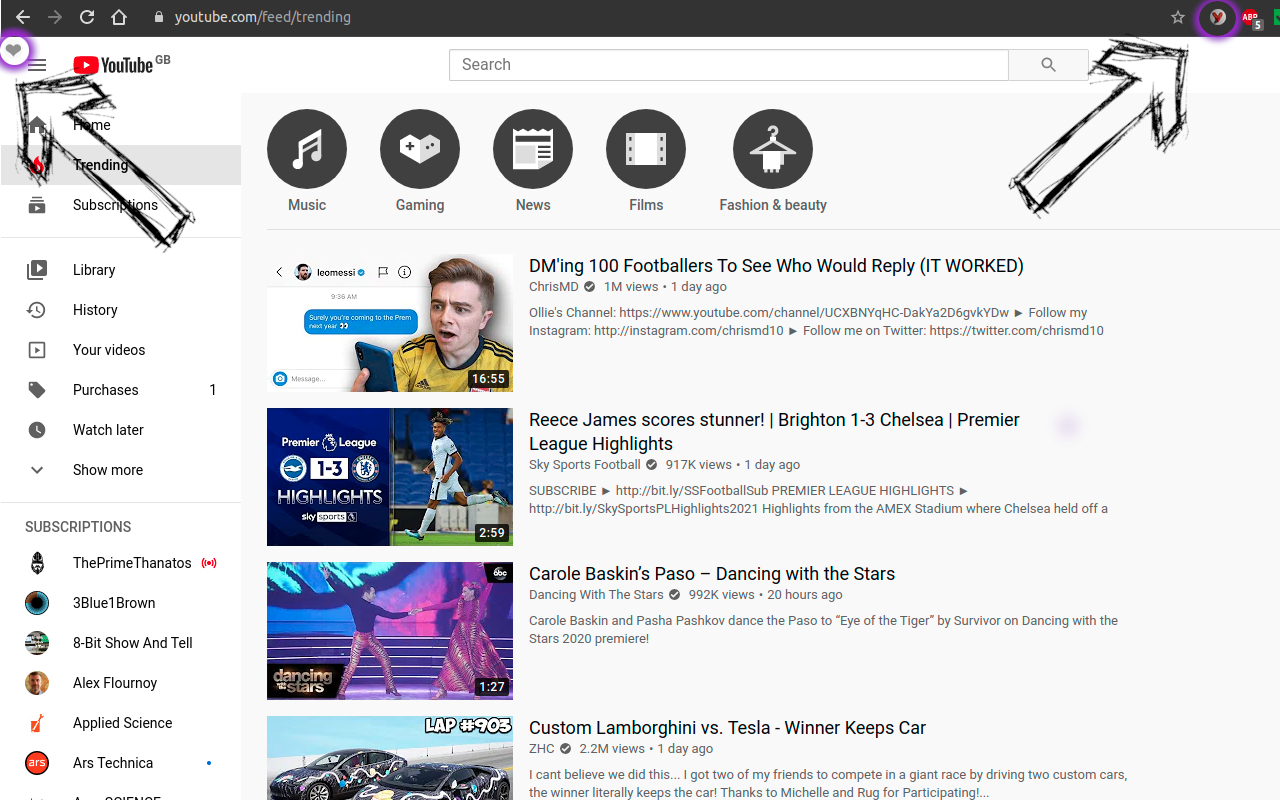 youtube.com/feed/trending
ABP
5
YouTube GB
Search
Home
Trending
Subscriptions
Library
History
Your videos
Purchases 1
Watch later
Show more
SUBSCRIPTIONS
ThePrimeThanatos
3Blue1Brown
8-Bit Show And Tell
Alex Flournoy
Applied Science
ars
Ars Technica
Music
Gaming
News
Films
Fashion & beauty
leomessi
9:36 AM
Surely you're coming to the Prem
next year 👀
Message...
16:55
DM'ing 100 Footballers To See Who Would Reply (IT WORKED)
ChrisMD 1M views • 1 day ago
Ollie's Channel: https://www.youtube.com/channel/UCXBNYqHC-DakYa2D6gvkYDw ► Follow my
Instagram: http://instagram.com/chrismd10 ► Follow me on Twitter: https://twitter.com/chrismd10
Premier League
1-3
HIGHLIGHTS
sky sports
2:59
Reece James scores stunner! | Brighton 1-3 Chelsea | Premier
League Highlights
Sky Sports Football 917K views • 1 day ago
SUBSCRIBE ► http://bit.ly/SSFootballSub PREMIER LEAGUE HIGHLIGHTS ►
http://bit.ly/SkySportsPLHighlights2021 Highlights from the AMEX Stadium where Chelsea held off a
abc
dancing
with the
stars
1:27
Carole Baskin’s Paso – Dancing with the Stars
Dancing With The Stars 992K views • 20 hours ago
Carole Baskin and Pasha Pashkov dance the Paso to “Eye of the Tiger” by Survivor on Dancing with the
Stars 2020 premiere!
LAP #903
Custom Lamborghini vs. Tesla - Winner Keeps Car
ZHC 2.2M views • 1 day ago
I cant believe we did this... I got two of my friends to compete in a giant race by driving two custom cars,
the winner literally keeps the car! Thanks to Michelle and Rug for Participating!...